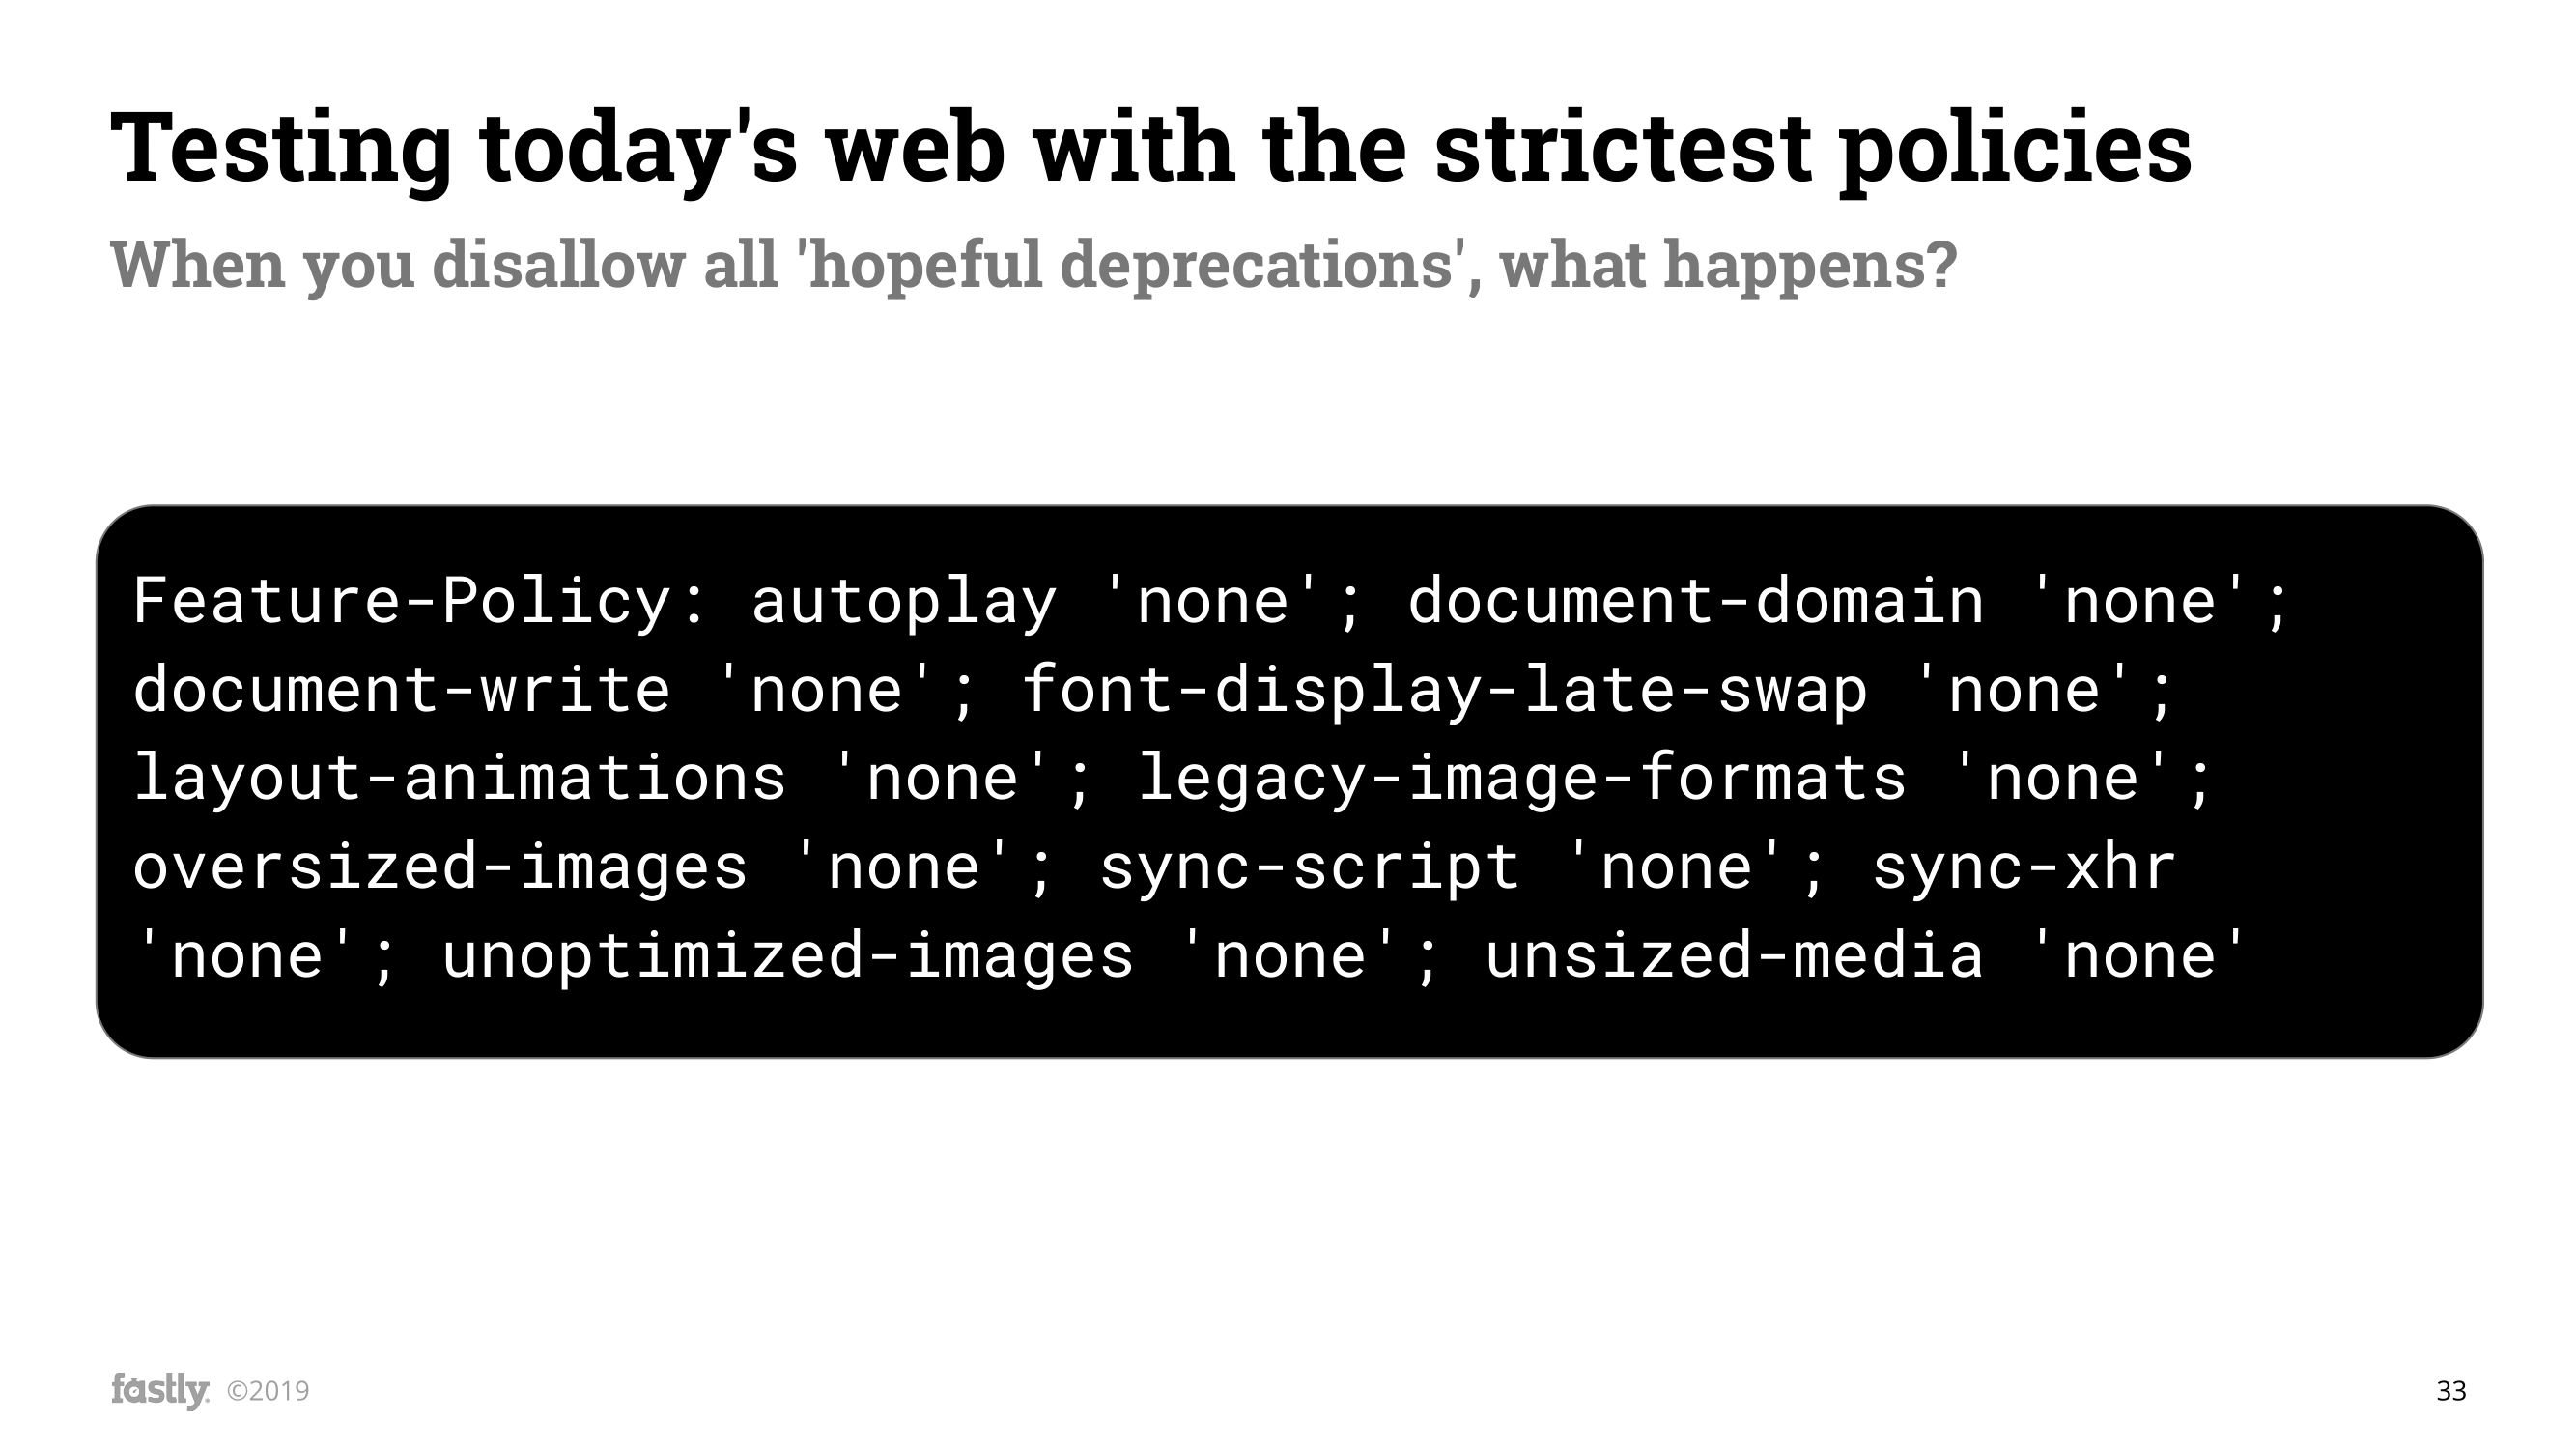 Testing today's web with the strictest policies
When you disallow all 'hopeful deprecations', what happens?
Feature-Policy: autoplay 'none'; document-domain 'none';
document-write 'none'; font-display-late-swap 'none';
layout-animations 'none'; legacy-image-formats 'none';
oversized-images 'none'; sync-script 'none'; sync-xhr
'none'; unoptimized-images 'none'; unsized-media 'none'
fastly ©2019
33